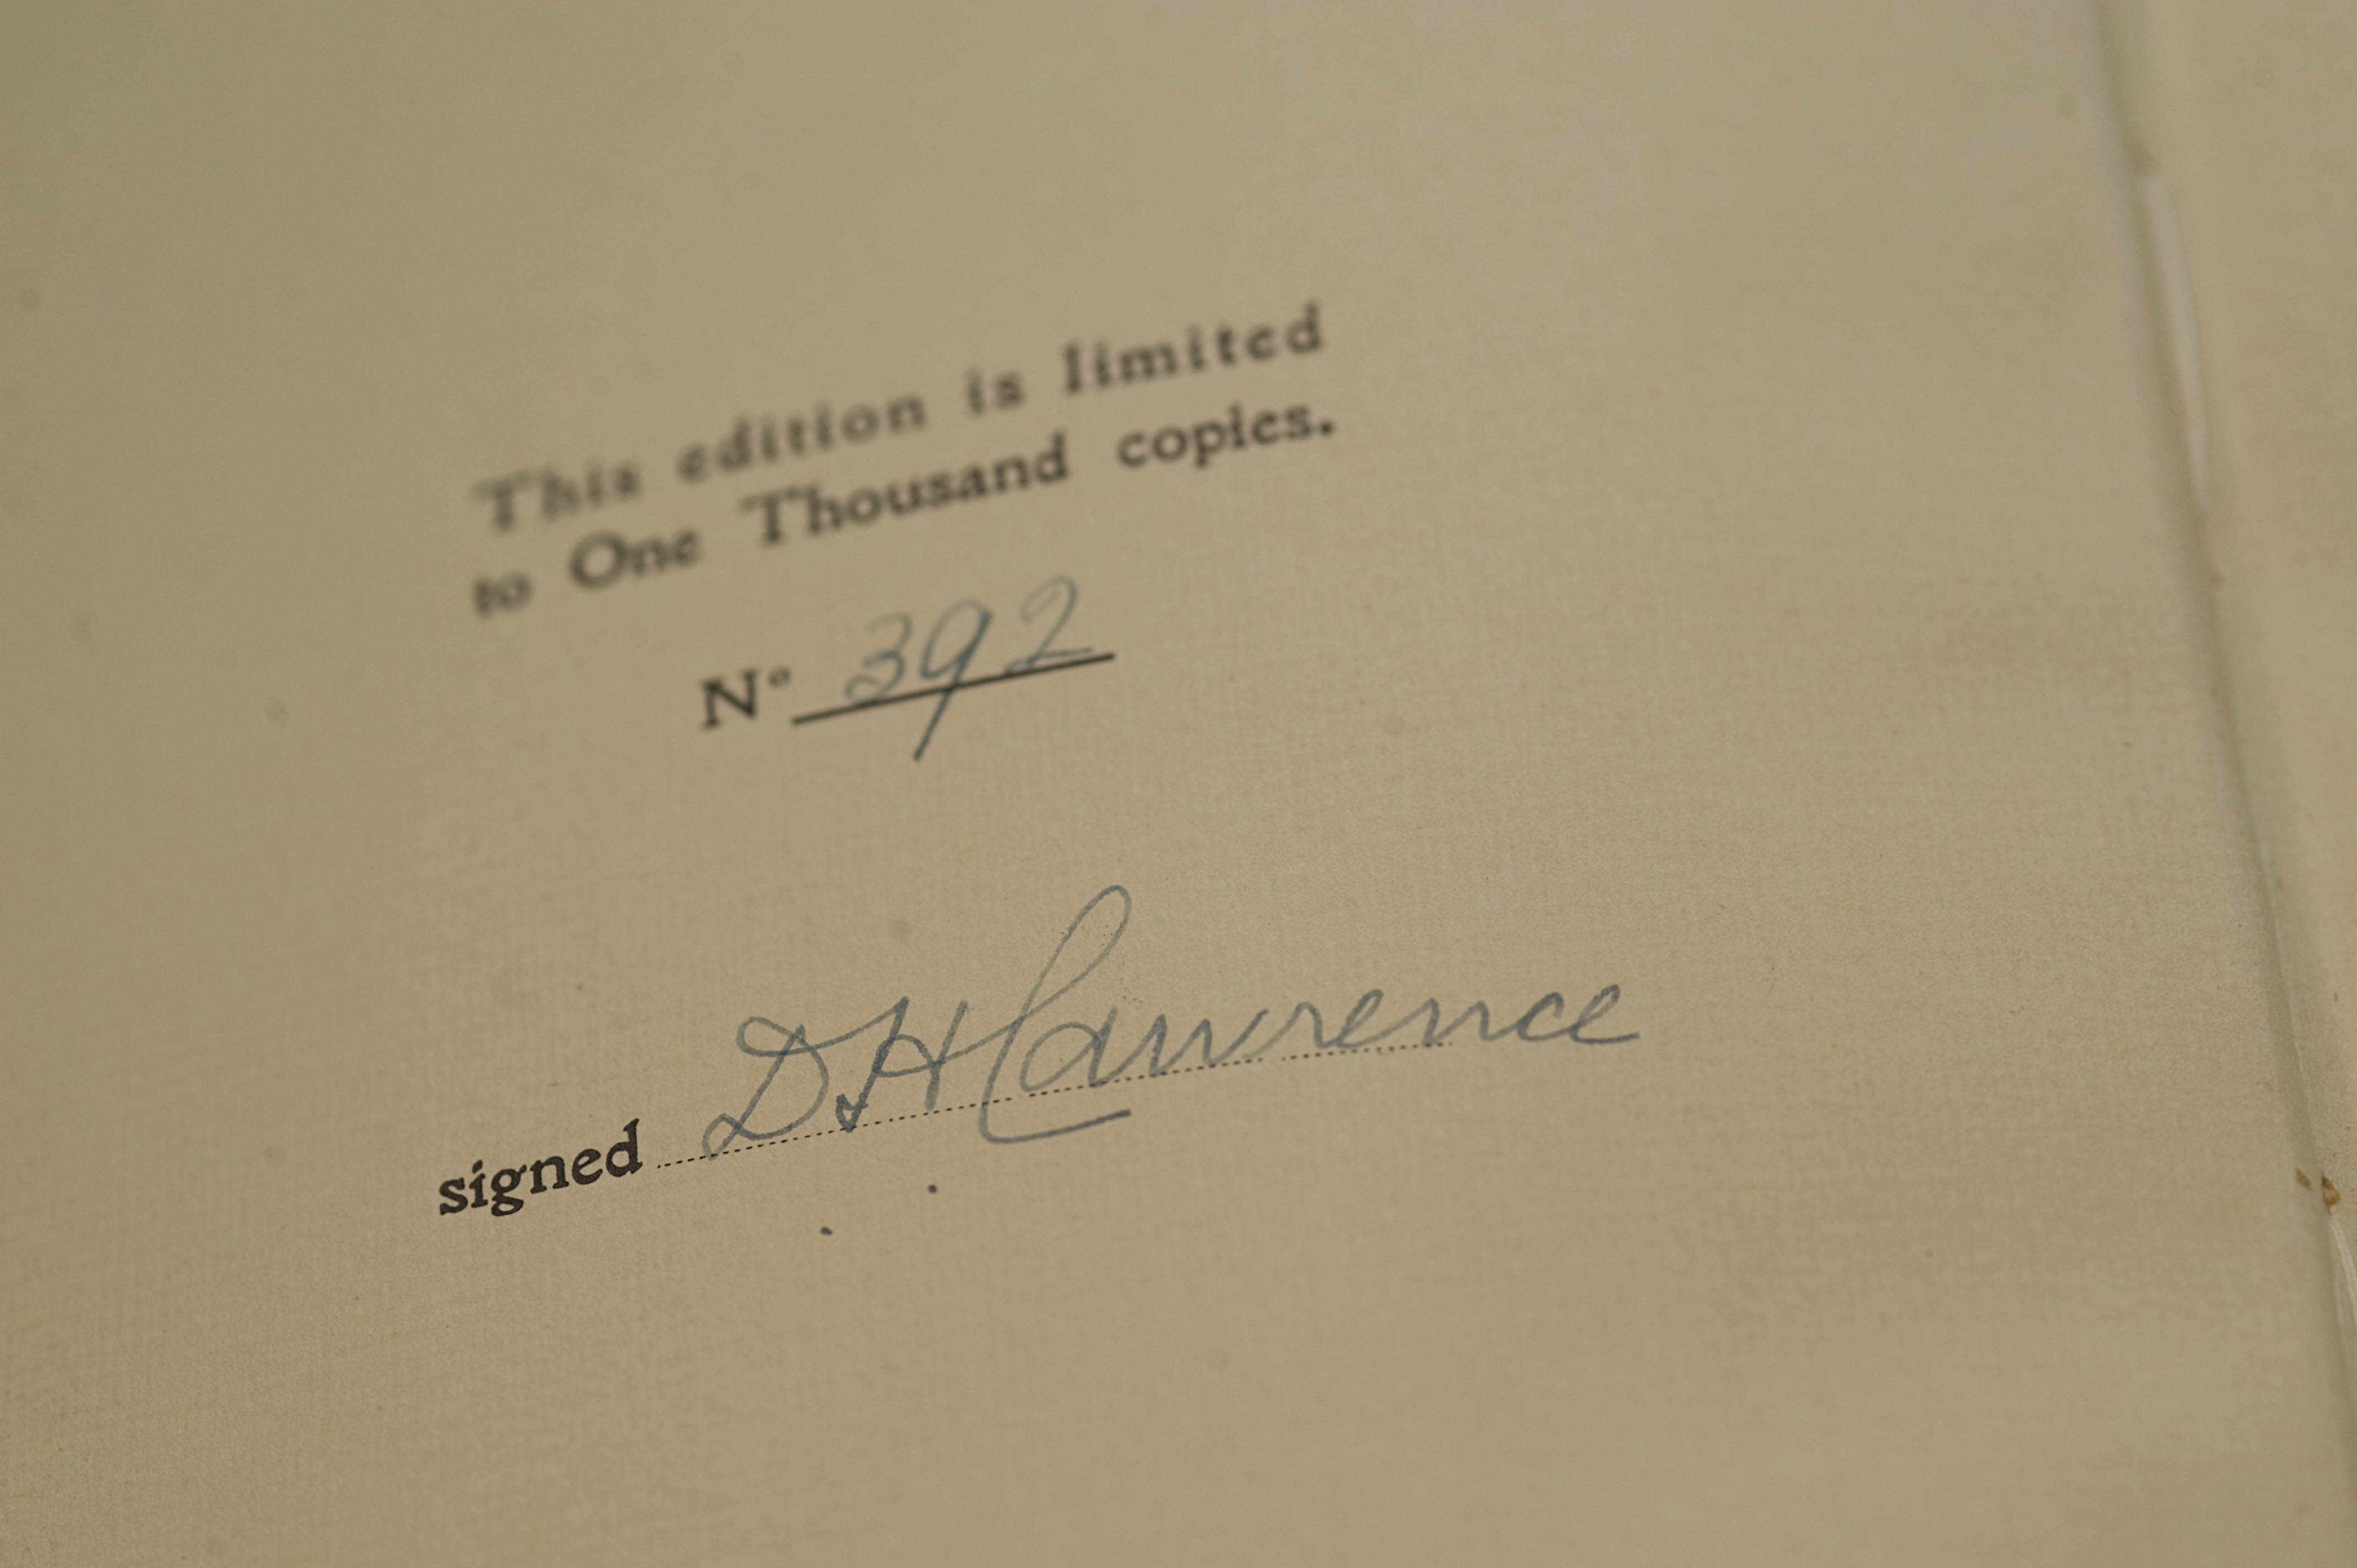 This edition is limited
to One Thousand copies.
N° 392
signed D. H Lawrence